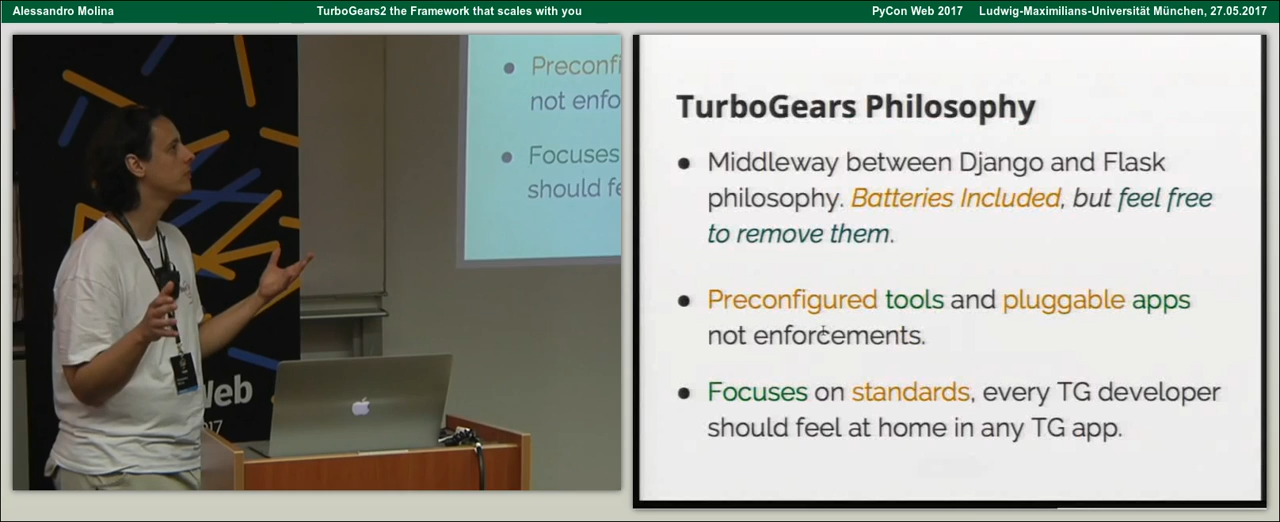 Alessandro Molina TurboGears2 the Framework that scales with you PyCon Web 2017 Ludwig-Maximilians-Universität München, 27.05.2017
Preconfi
not enfo
Focuses
should fe
Web
2017
TurboGears Philosophy
• Middleway between Django and Flask
philosophy. Batteries Included, but feel free
to remove them.
• Preconfigured tools and pluggable apps
not enforcements.
• Focuses on standards, every TG developer
should feel at home in any TG app.